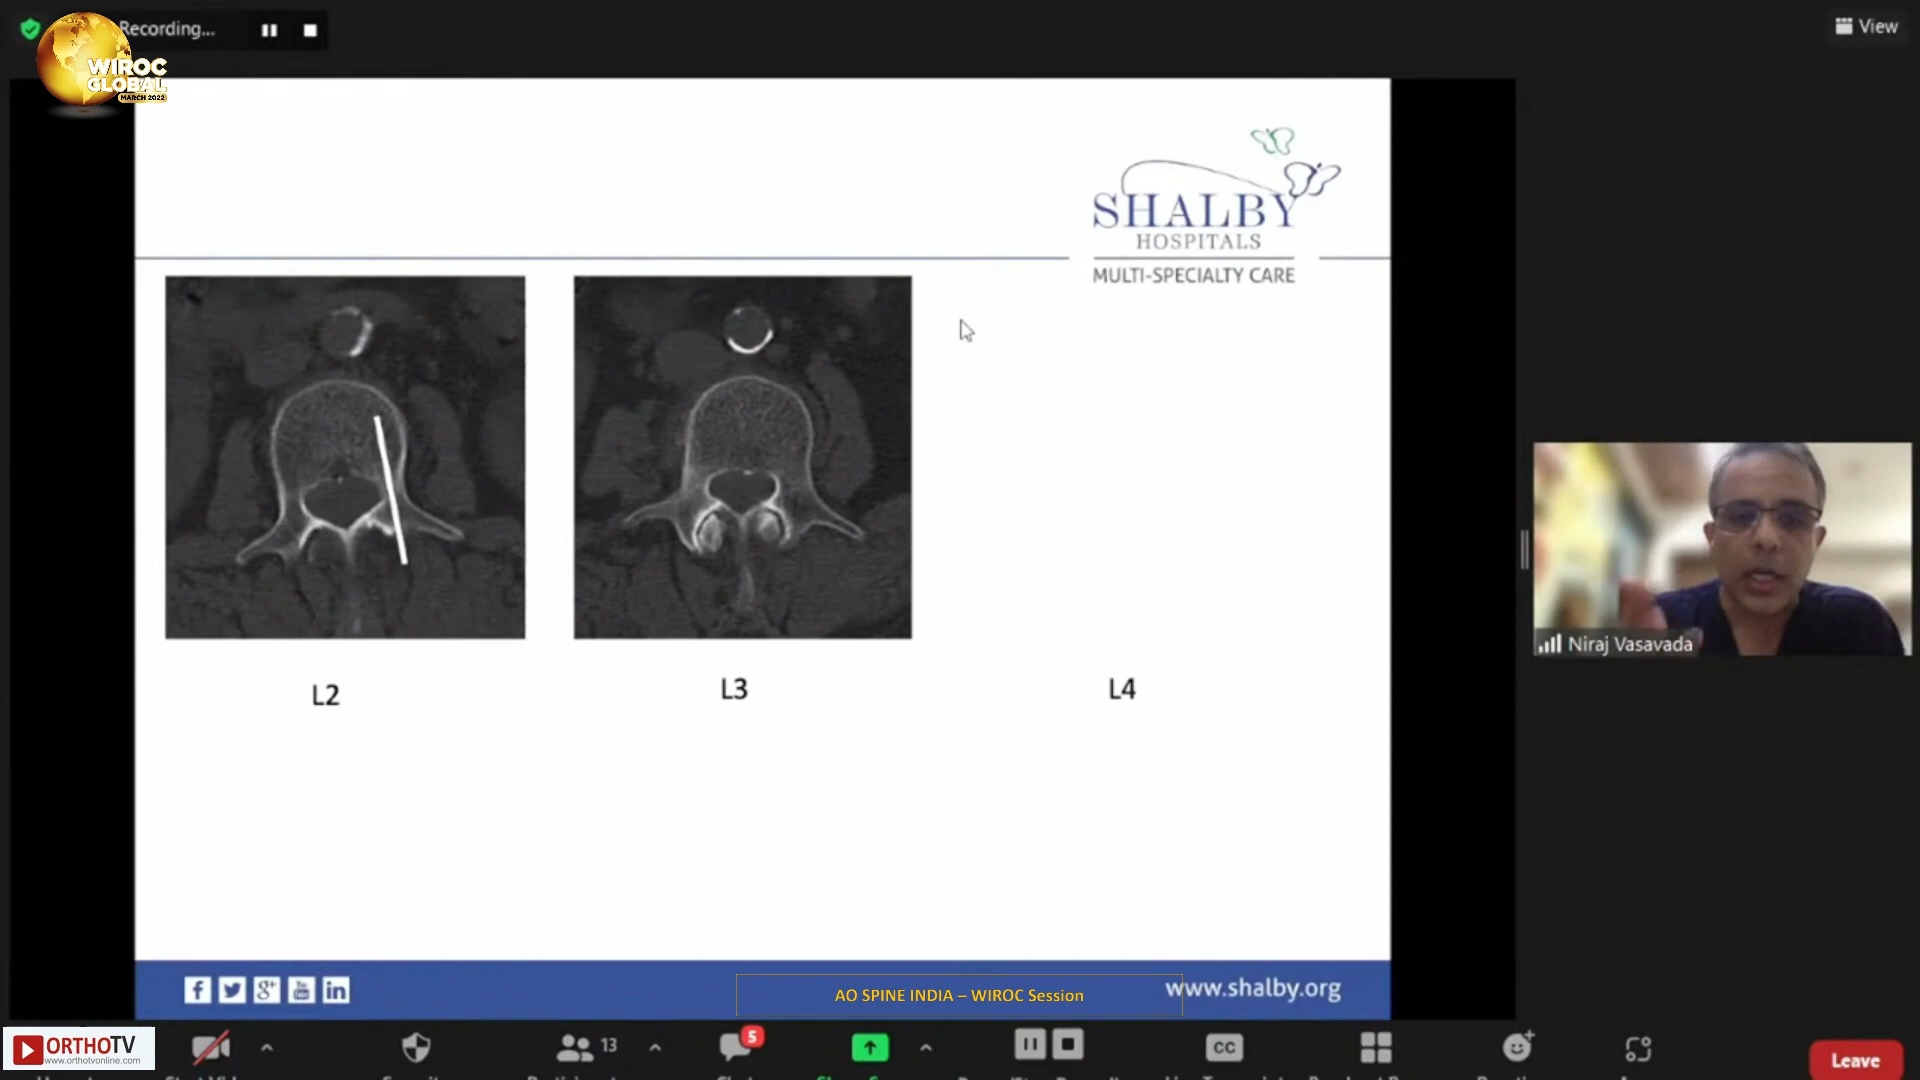 Recording...
View
WIROC
GLOBAL
MARCH 2022
SHALBY
HOSPITALS
MULTI-SPECIALTY CARE
L2
L3
L4
Niraj Vasavada
AO SPINE INDIA – WIROC Session
www.shalby.org
ORTHOTV
www.orthotvonline.com
13
5
CC
Leave